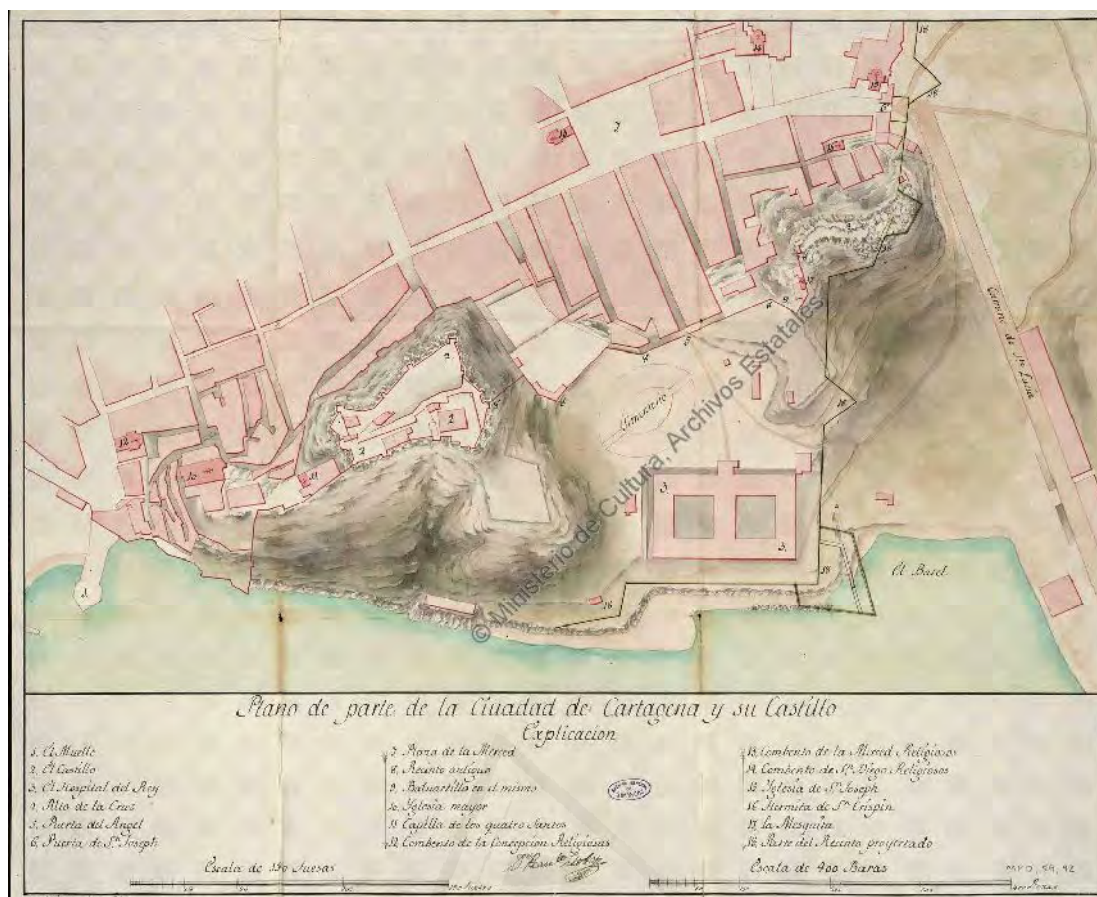 Camino de Sn Lucia
Cimenterio
El Batel
© Ministerio de Cultura. Archivos Estatales
Plano de parte de la Ciuadad de Cartagena y su Castillo
Explicacion
1. El Muelle
2. El Castillo
3. El Hospital del Rey
4. Alto de la Cruz
5. Puerta del Angel
6. Puerta de Sn Joseph
7. Plaza de la Merced
8. Recinto antiguo
9. Baluartillo en el mismo
10. Yglesia mayor
11. Capilla de los quatro Santos
12. Combento de la Concepcion Religiosas
13. Combento de la Merced Religiosos
14. Combento de Sn Diego Religiosos
15. Yglesia de Sn Joseph
16. Hermita de Sn Crispin
17. la Mesquita
18. Parte del Recinto proyectado
Escala de 150 Tuesas
Escala de 400 Baras